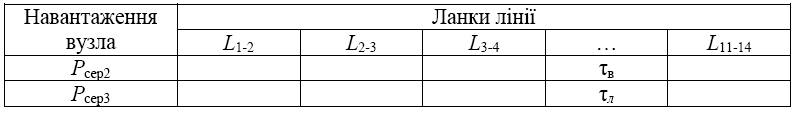 Навантаження вузла Ланки лінії
L1-2 L2-3 L3-4 … L11-14
Pсер2 τв
Pсер3 τл